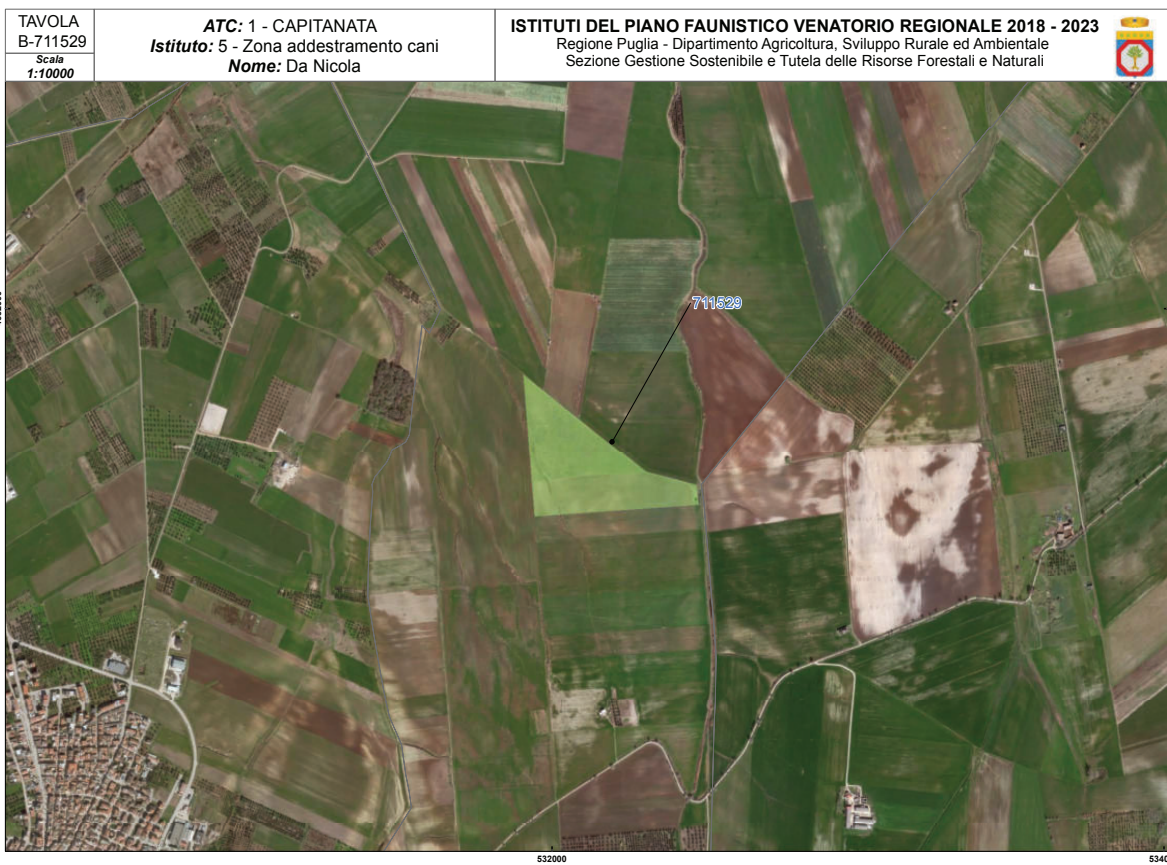 TAVOLA
B-711529
Scala
1:10000
ATC: 1 - CAPITANATA
Istituto: 5 - Zona addestramento cani
Nome: Da Nicola
ISTITUTI DEL PIANO FAUNISTICO VENATORIO REGIONALE 2018 - 2023
Regione Puglia - Dipartimento Agricoltura, Sviluppo Rurale ed Ambientale
Sezione Gestione Sostenibile e Tutela delle Risorse Forestali e Naturali
711529
532000